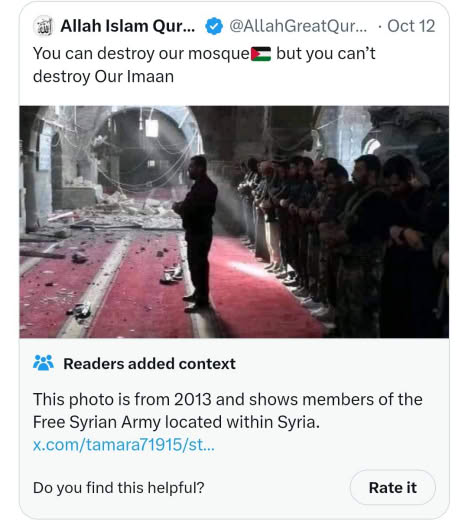 Allah Islam Qur... @AllahGreatQur... · Oct 12
You can destroy our mosque🇵🇸 but you can’t
destroy Our Imaan
Readers added context
This photo is from 2013 and shows members of the
Free Syrian Army located within Syria.
x.com/tamara71915/st...
Do you find this helpful?
Rate it